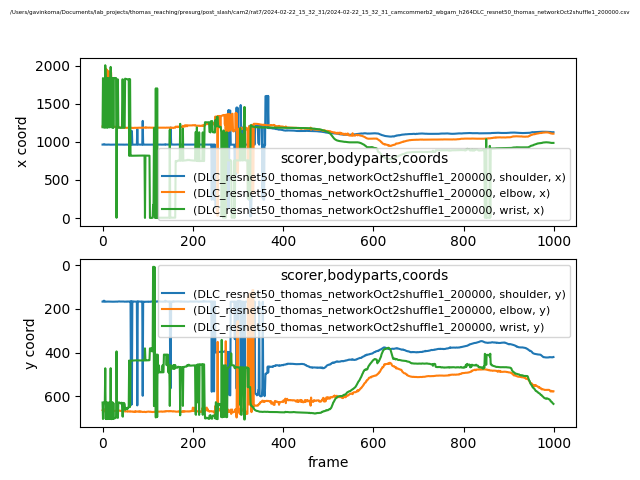 /Users/gavinkoma/Documents/lab_projects/thomas_reaching/presurg/post_slash/cam2/rat7/2024-02-22_15_32_31/2024-02-22_15_32_31_camcommerb2_wbgam_h264DLC_resnet50_thomas_networkOct2shuffle1_200000.csv
2000
1500
1000
500
0
x coord
scorer,bodyparts,coords
(DLC_resnet50_thomas_networkOct2shuffle1_200000, shoulder, x)
(DLC_resnet50_thomas_networkOct2shuffle1_200000, elbow, x)
(DLC_resnet50_thomas_networkOct2shuffle1_200000, wrist, x)
0 200 400 600 800 1000
0
200
400
600
y coord
scorer,bodyparts,coords
(DLC_resnet50_thomas_networkOct2shuffle1_200000, shoulder, y)
(DLC_resnet50_thomas_networkOct2shuffle1_200000, elbow, y)
(DLC_resnet50_thomas_networkOct2shuffle1_200000, wrist, y)
0 200 400 600 800 1000
frame